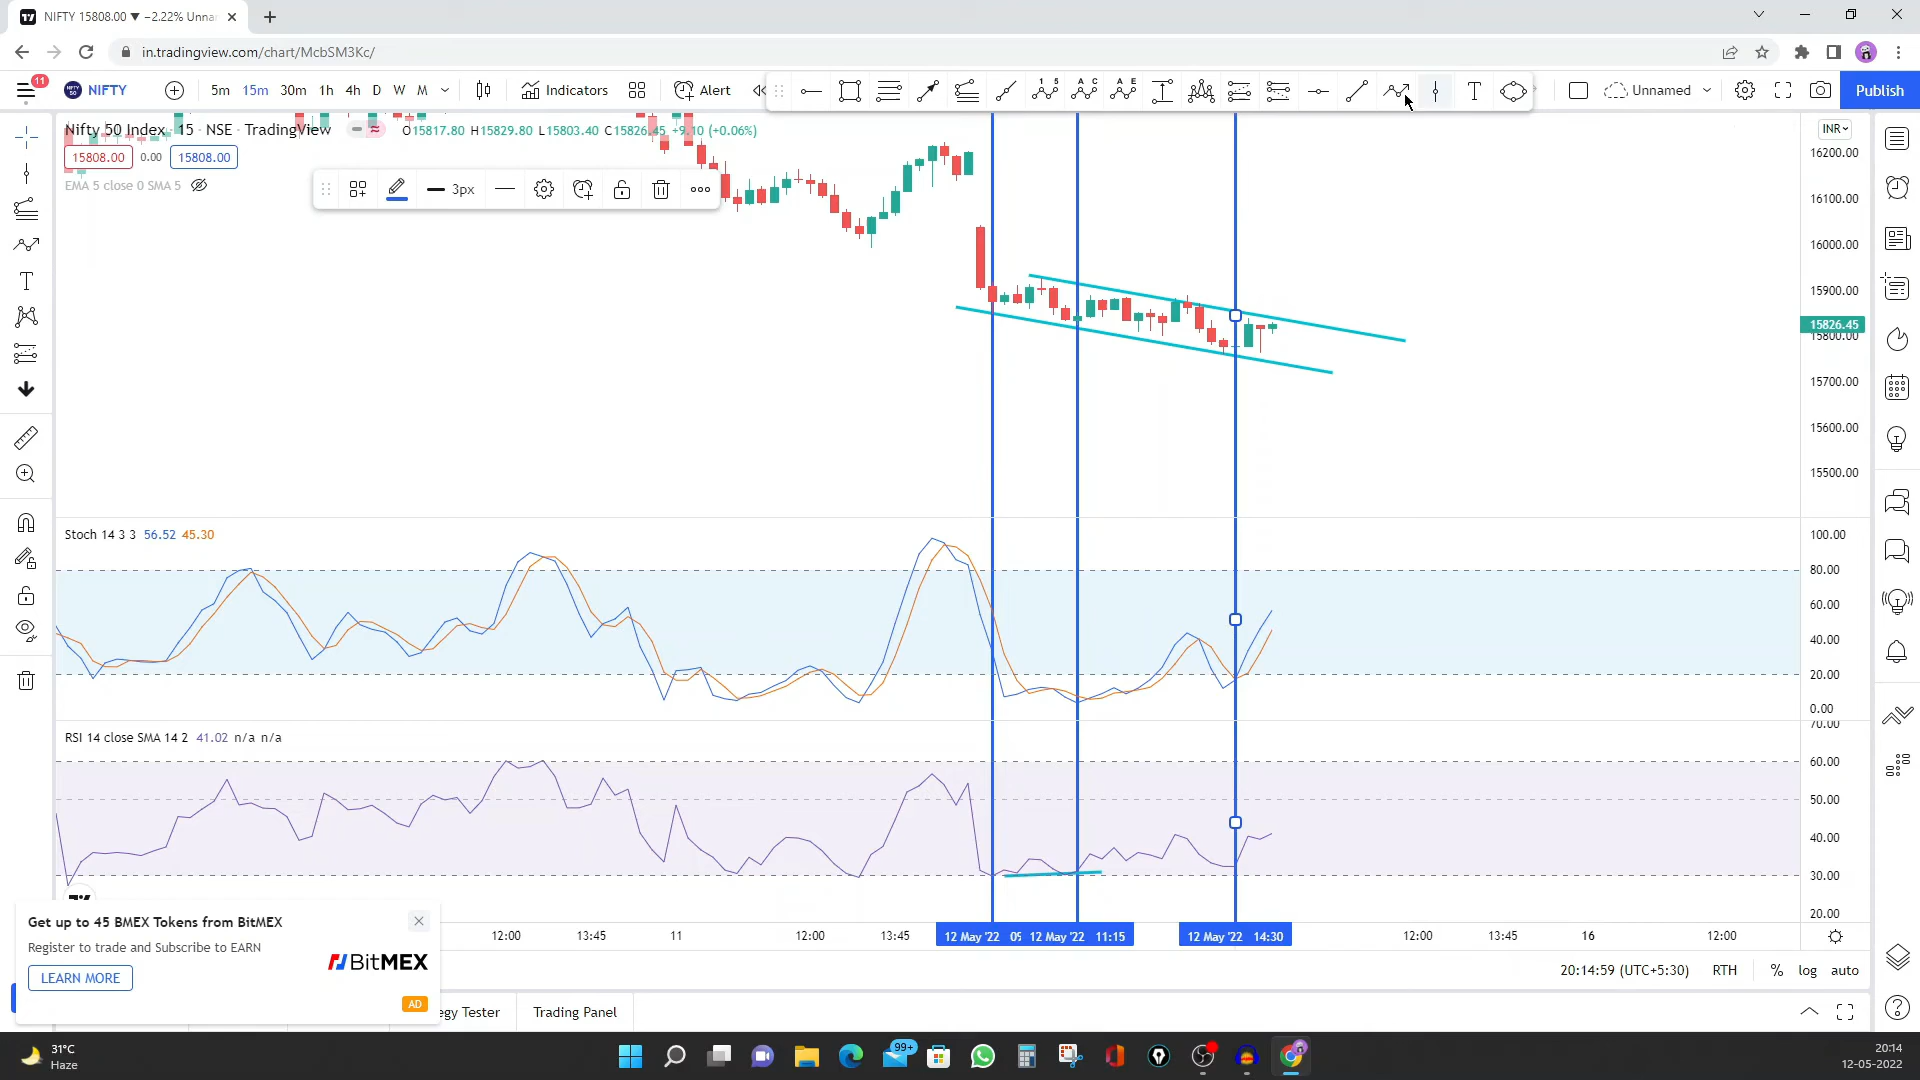 NIFTY 15808.00 ▼ −2.22% Unna
in.tradingview.com/chart/McbSM3Kc/
11
NIFTY
5m 15m 30m 1h 4h D W M
Indicators
Alert
Unnamed
Publish
Nifty 50 Index · 15 · NSE · TradingView
O15817.80 H15829.80 L15803.40 C15826.45 +9.10 (+0.06%)
INR
15808.00 0.00 15808.00
EMA 5 close 0 SMA 5
3px
16200.00
16100.00
16000.00
15900.00
15826.45
15800.00
15700.00
15600.00
15500.00
Stoch 14 3 3 56.52 45.30
100.00
80.00
60.00
40.00
20.00
0.00
RSI 14 close SMA 14 2 41.02 n/a n/a
70.00
60.00
50.00
40.00
30.00
20.00
12:00 13:45 11 12:00 13:45 12 May '22 09 12 May '22 11:15 12 May '22 14:30 12:00 13:45 16 12:00
Get up to 45 BMEX Tokens from BitMEX
Register to trade and Subscribe to EARN
BitMEX
LEARN MORE
AD
20:14:59 (UTC+5:30) RTH % log auto
egy Tester Trading Panel
31°C
Haze
99+
20:14
12-05-2022